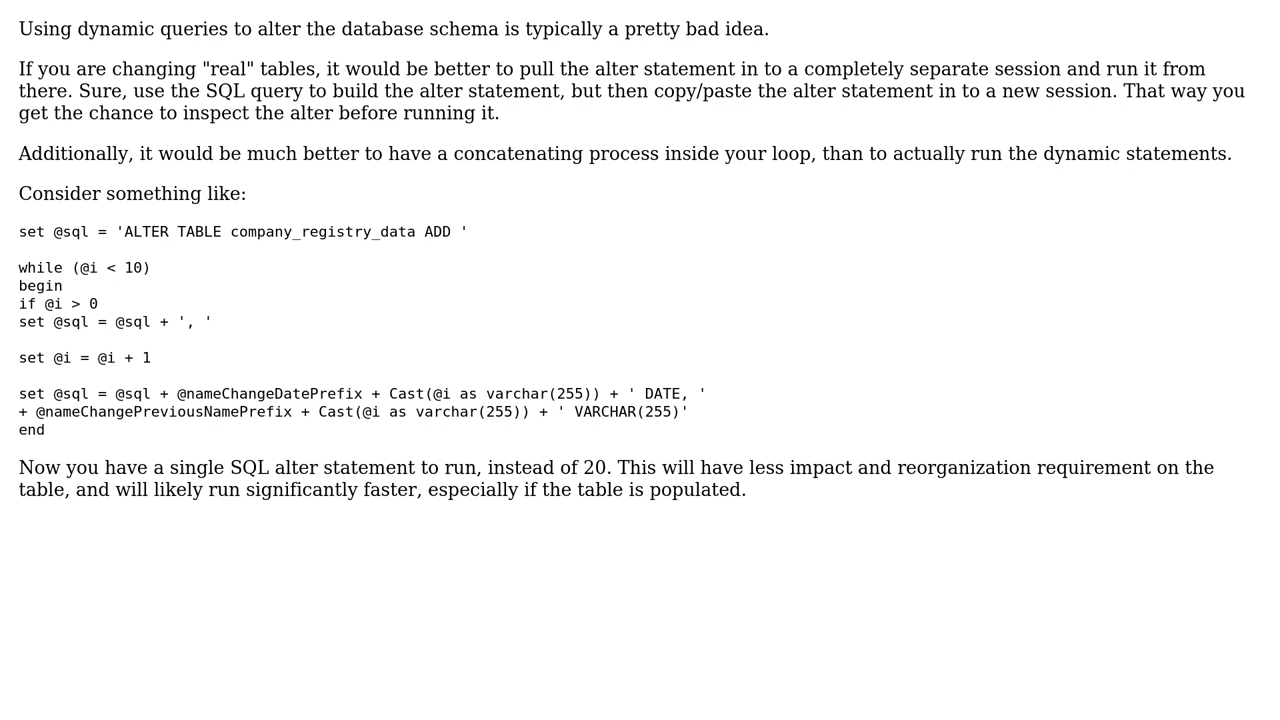 Using dynamic queries to alter the database schema is typically a pretty bad idea.
If you are changing "real" tables, it would be better to pull the alter statement in to a completely separate session and run it from
there. Sure, use the SQL query to build the alter statement, but then copy/paste the alter statement in to a new session. That way you
get the chance to inspect the alter before running it.
Additionally, it would be much better to have a concatenating process inside your loop, than to actually run the dynamic statements.
Consider something like:
set @sql = 'ALTER TABLE company_registry_data ADD '
while (@i < 10)
begin
if @i > 0
set @sql = @sql + ', '
set @i = @i + 1
set @sql = @sql + @nameChangeDatePrefix + Cast(@i as varchar(255)) + ' DATE, '
+ @nameChangePreviousNamePrefix + Cast(@i as varchar(255)) + ' VARCHAR(255)'
end
Now you have a single SQL alter statement to run, instead of 20. This will have less impact and reorganization requirement on the
table, and will likely run significantly faster, especially if the table is populated.